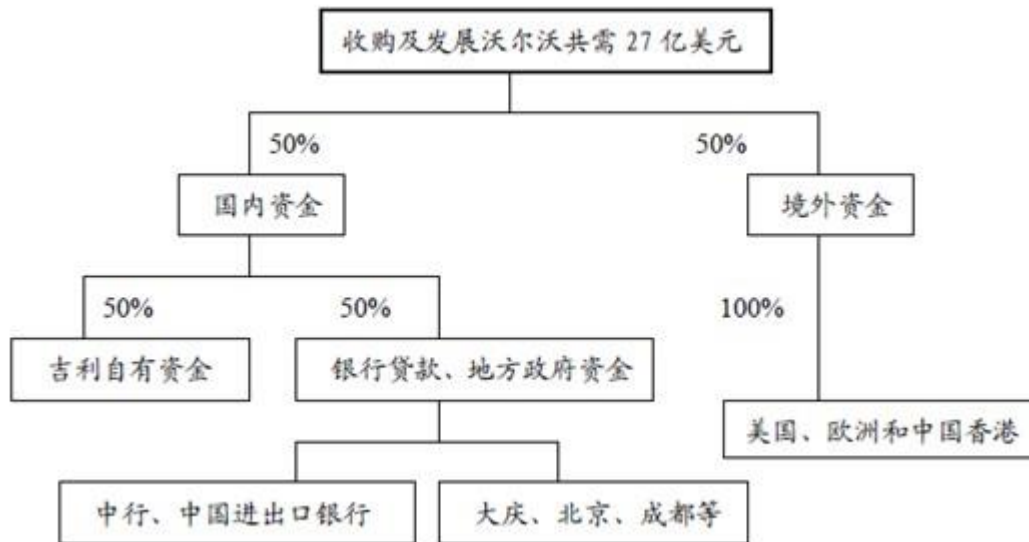 收购及发展沃尔沃共需 27 亿美元
50%
50%
国内资金
境外资金
50%
50%
100%
吉利自有资金
银行贷款、地方政府资金
美国、欧洲和中国香港
中行、中国进出口银行
大庆、北京、成都等